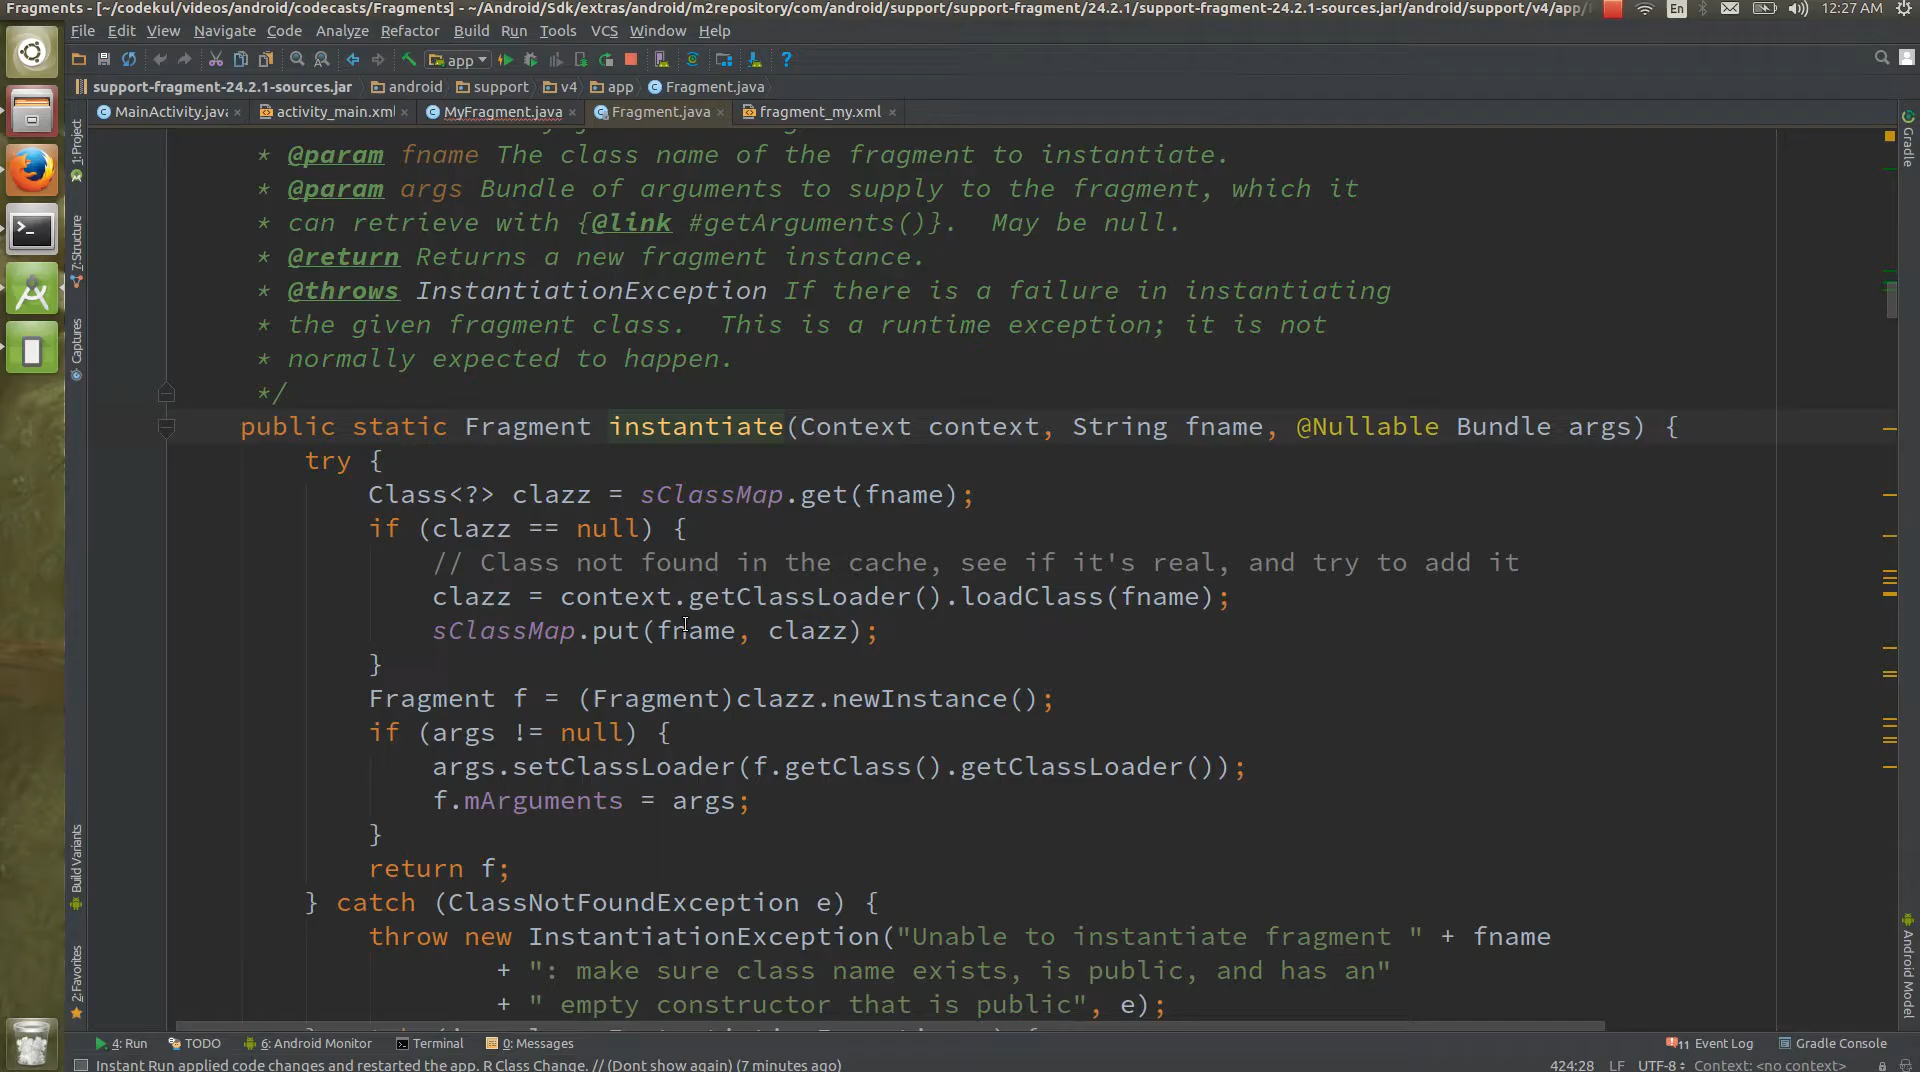 Fragments - [~/codekul/videos/android/codecasts/Fragments] - ~/Android/Sdk/extras/android/m2repository/com/android/support/support-fragment/24.2.1/support-fragment-24.2.1-sources.jar!/android/support/v4/app/
En 12:27 AM
File Edit View Navigate Code Analyze Refactor Build Run Tools VCS Window Help
app
support-fragment-24.2.1-sources.jar android support v4 app Fragment.java
MainActivity.java activity_main.xml MyFragment.java Fragment.java fragment_my.xml
1: Project
7: Structure
Captures
Build Variants
2: Favorites
Gradle
Android Model
* @param fname The class name of the fragment to instantiate.
* @param args Bundle of arguments to supply to the fragment, which it
* can retrieve with {@link #getArguments()}.  May be null.
* @return Returns a new fragment instance.
* @throws InstantiationException If there is a failure in instantiating
* the given fragment class.  This is a runtime exception; it is not
* normally expected to happen.
*/
public static Fragment instantiate(Context context, String fname, @Nullable Bundle args) {
try {
Class<?> clazz = sClassMap.get(fname);
if (clazz == null) {
// Class not found in the cache, see if it's real, and try to add it
clazz = context.getClassLoader().loadClass(fname);
sClassMap.put(fname, clazz);
}
Fragment f = (Fragment)clazz.newInstance();
if (args != null) {
args.setClassLoader(f.getClass().getClassLoader());
f.mArguments = args;
}
return f;
} catch (ClassNotFoundException e) {
throw new InstantiationException("Unable to instantiate fragment " + fname
+ ": make sure class name exists, is public, and has an"
+ " empty constructor that is public", e);
4: Run TODO 6: Android Monitor Terminal 0: Messages 11 Event Log Gradle Console
Instant Run applied code changes and restarted the app. R Class Change. // (Dont show again) (7 minutes ago) 424:28 LF UTF-8 Context: <no context>